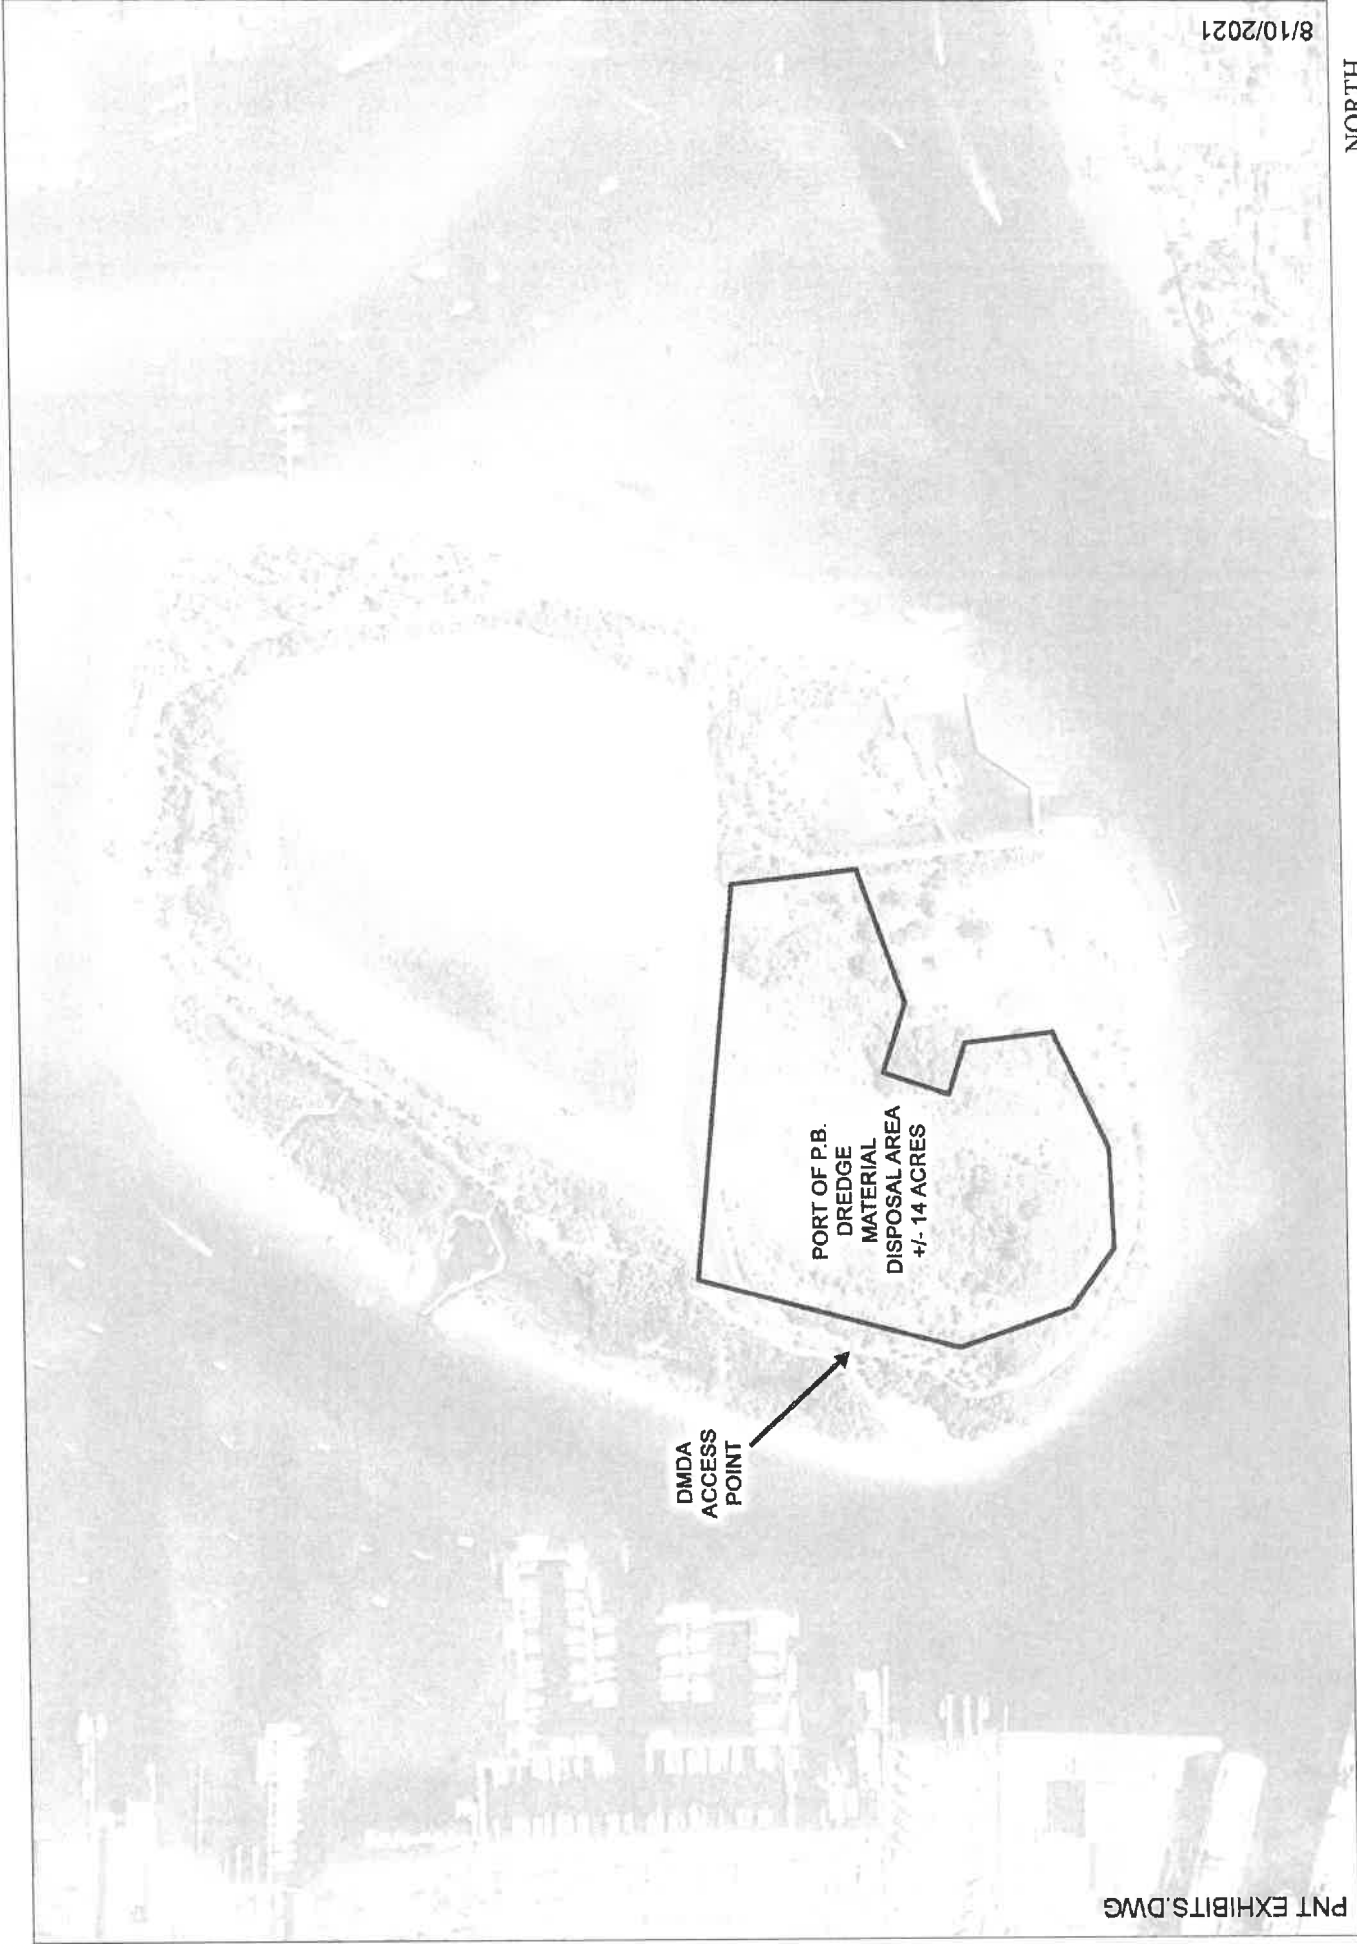 8/10/2021
NORTH
PORT OF P.B.
DREDGE
MATERIAL
DISPOSAL AREA
+/- 14 ACRES
DMDA
ACCESS
POINT
PNT EXHIBITS.DWG